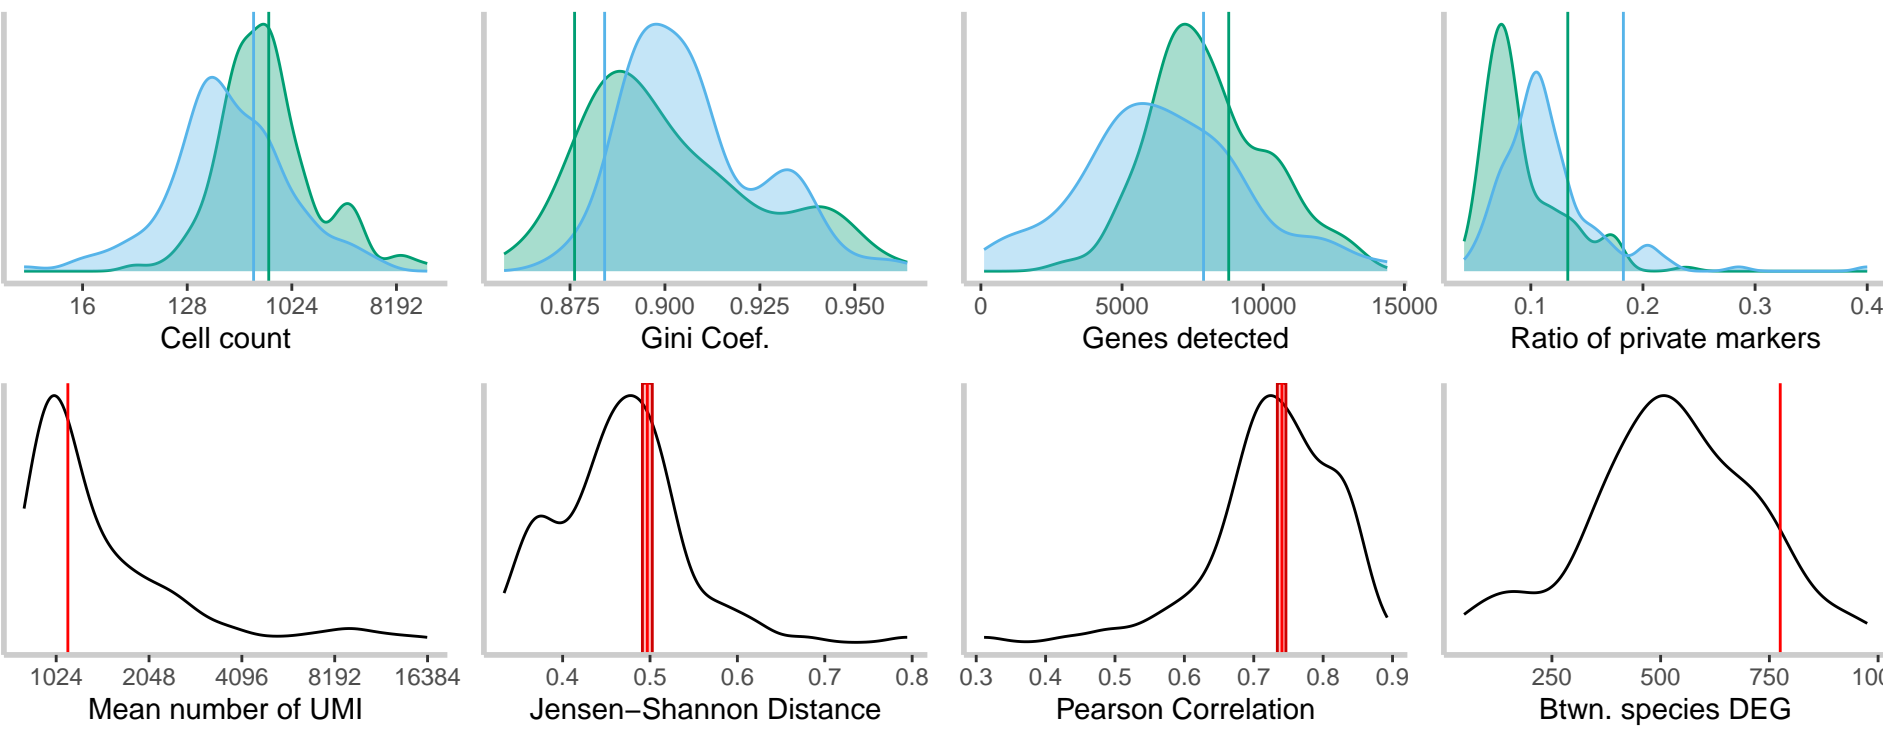 16 128 1024 8192
Cell count
0.875 0.900 0.925 0.950
Gini Coef.
0 5000 10000 15000
Genes detected
0.1 0.2 0.3 0.4
Ratio of private markers
1024 2048 4096 8192 16384
Mean number of UMI
0.4 0.5 0.6 0.7 0.8
Jensen−Shannon Distance
0.3 0.4 0.5 0.6 0.7 0.8 0.9
Pearson Correlation
250 500 750 100
Btwn. species DEG